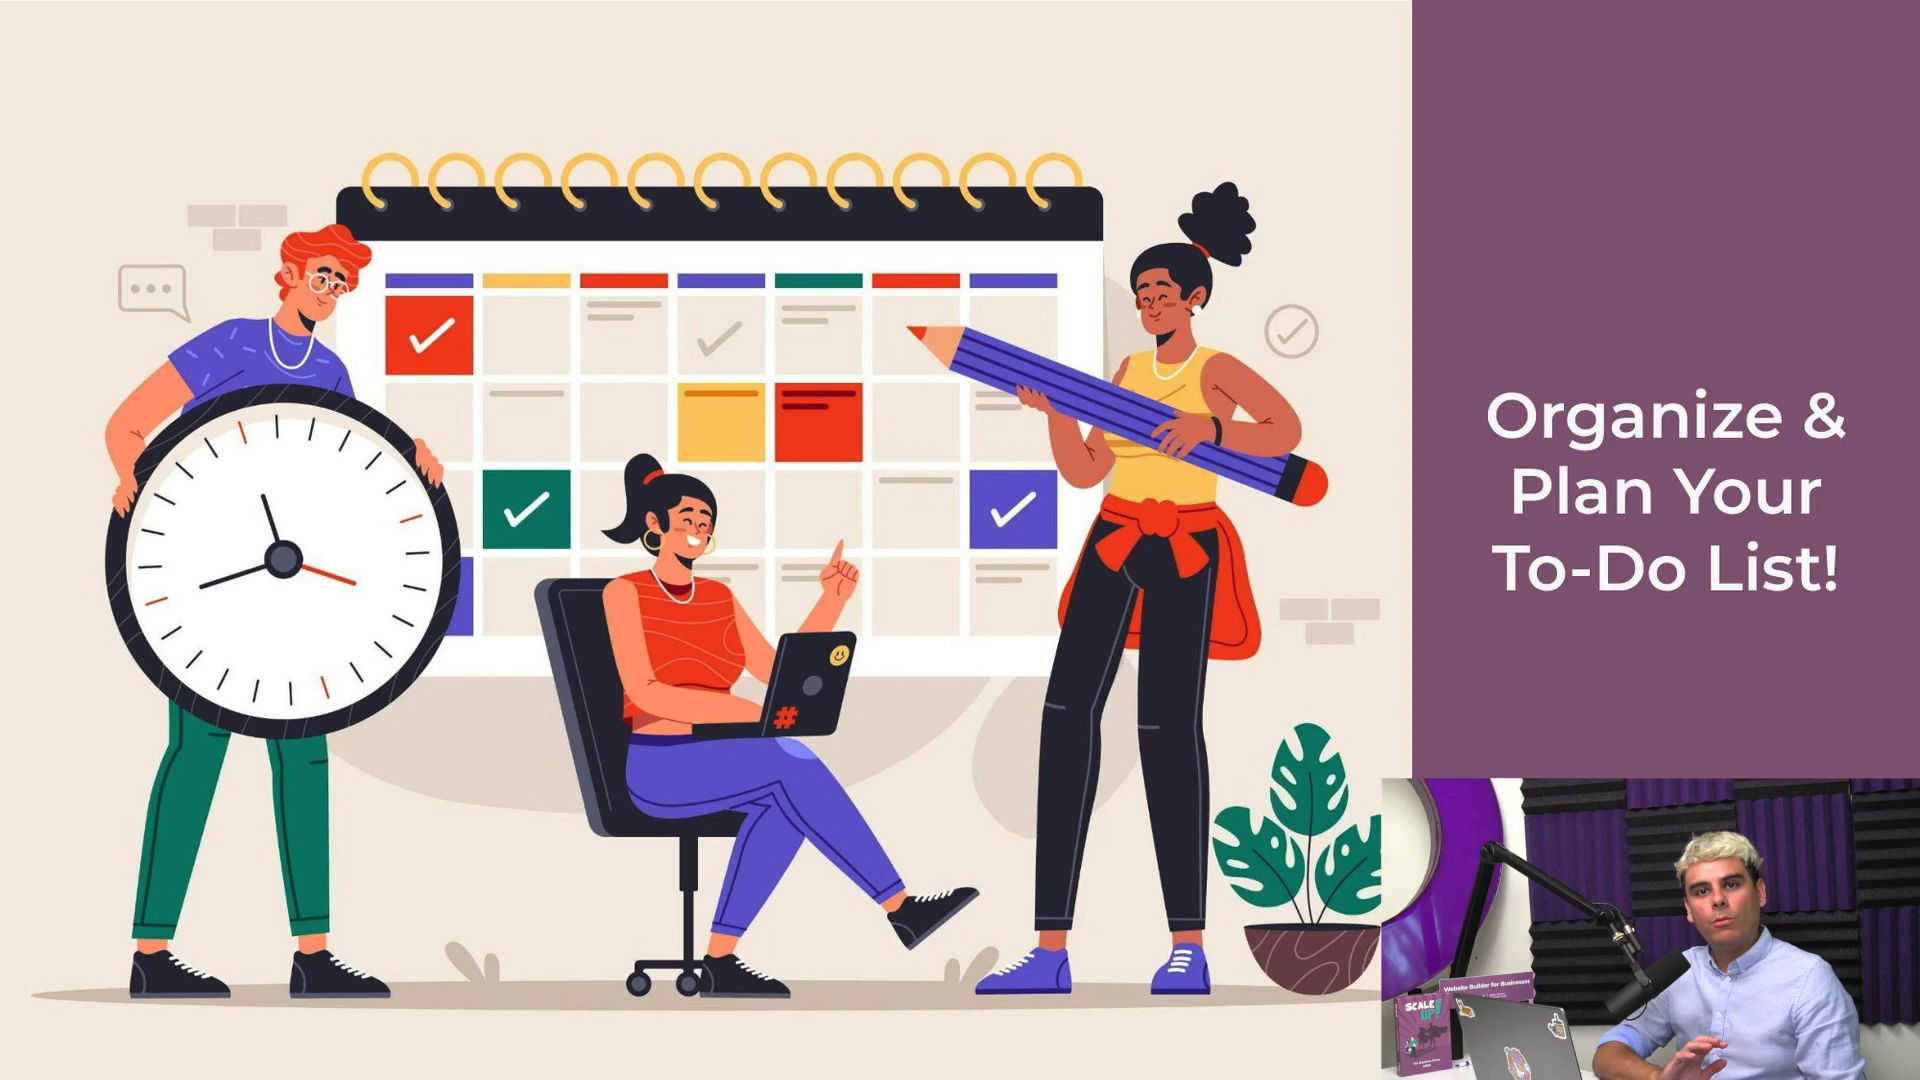 Organize &
Plan Your
To-Do List!
#
Website Builder for Businesses
SCALE
UP!